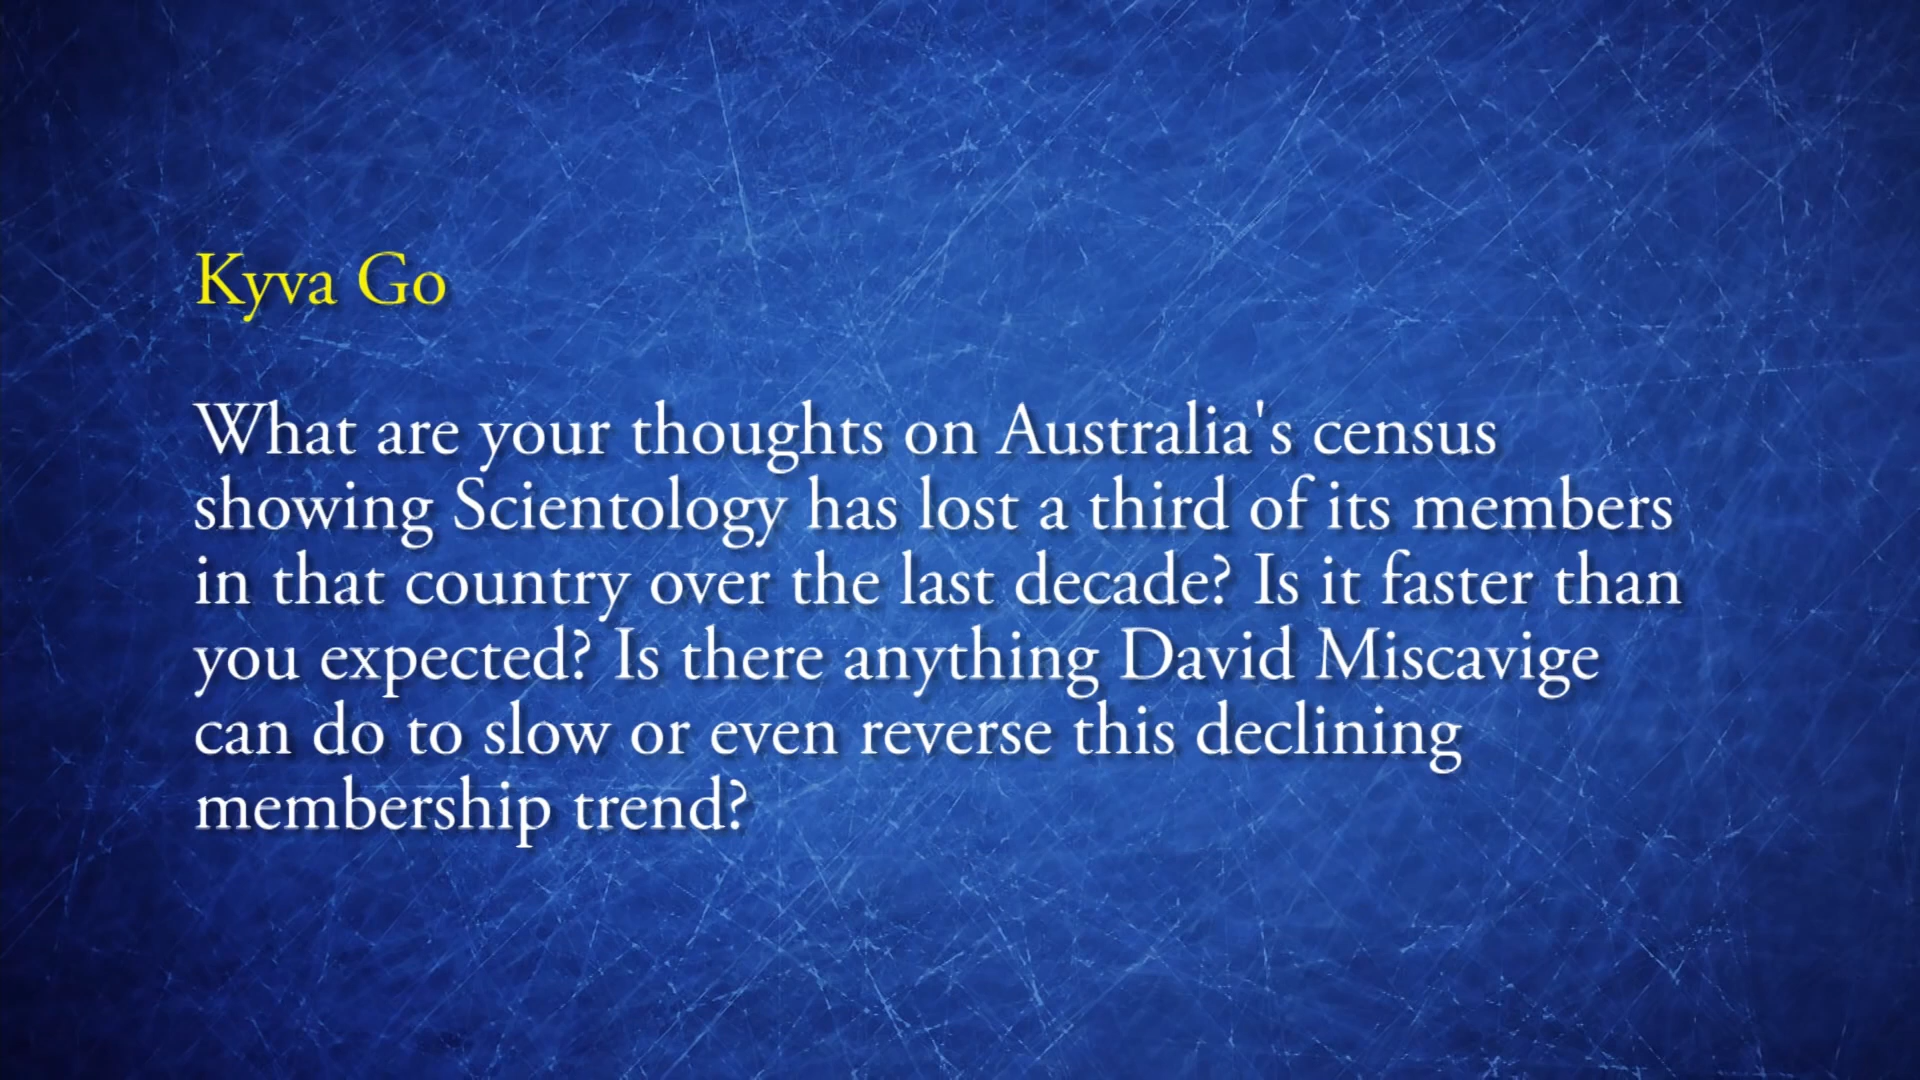 Kyva Go
What are your thoughts on Australia's census
showing Scientology has lost a third of its members
in that country over the last decade? Is it faster than
you expected? Is there anything David Miscavige
can do to slow or even reverse this declining
membership trend?